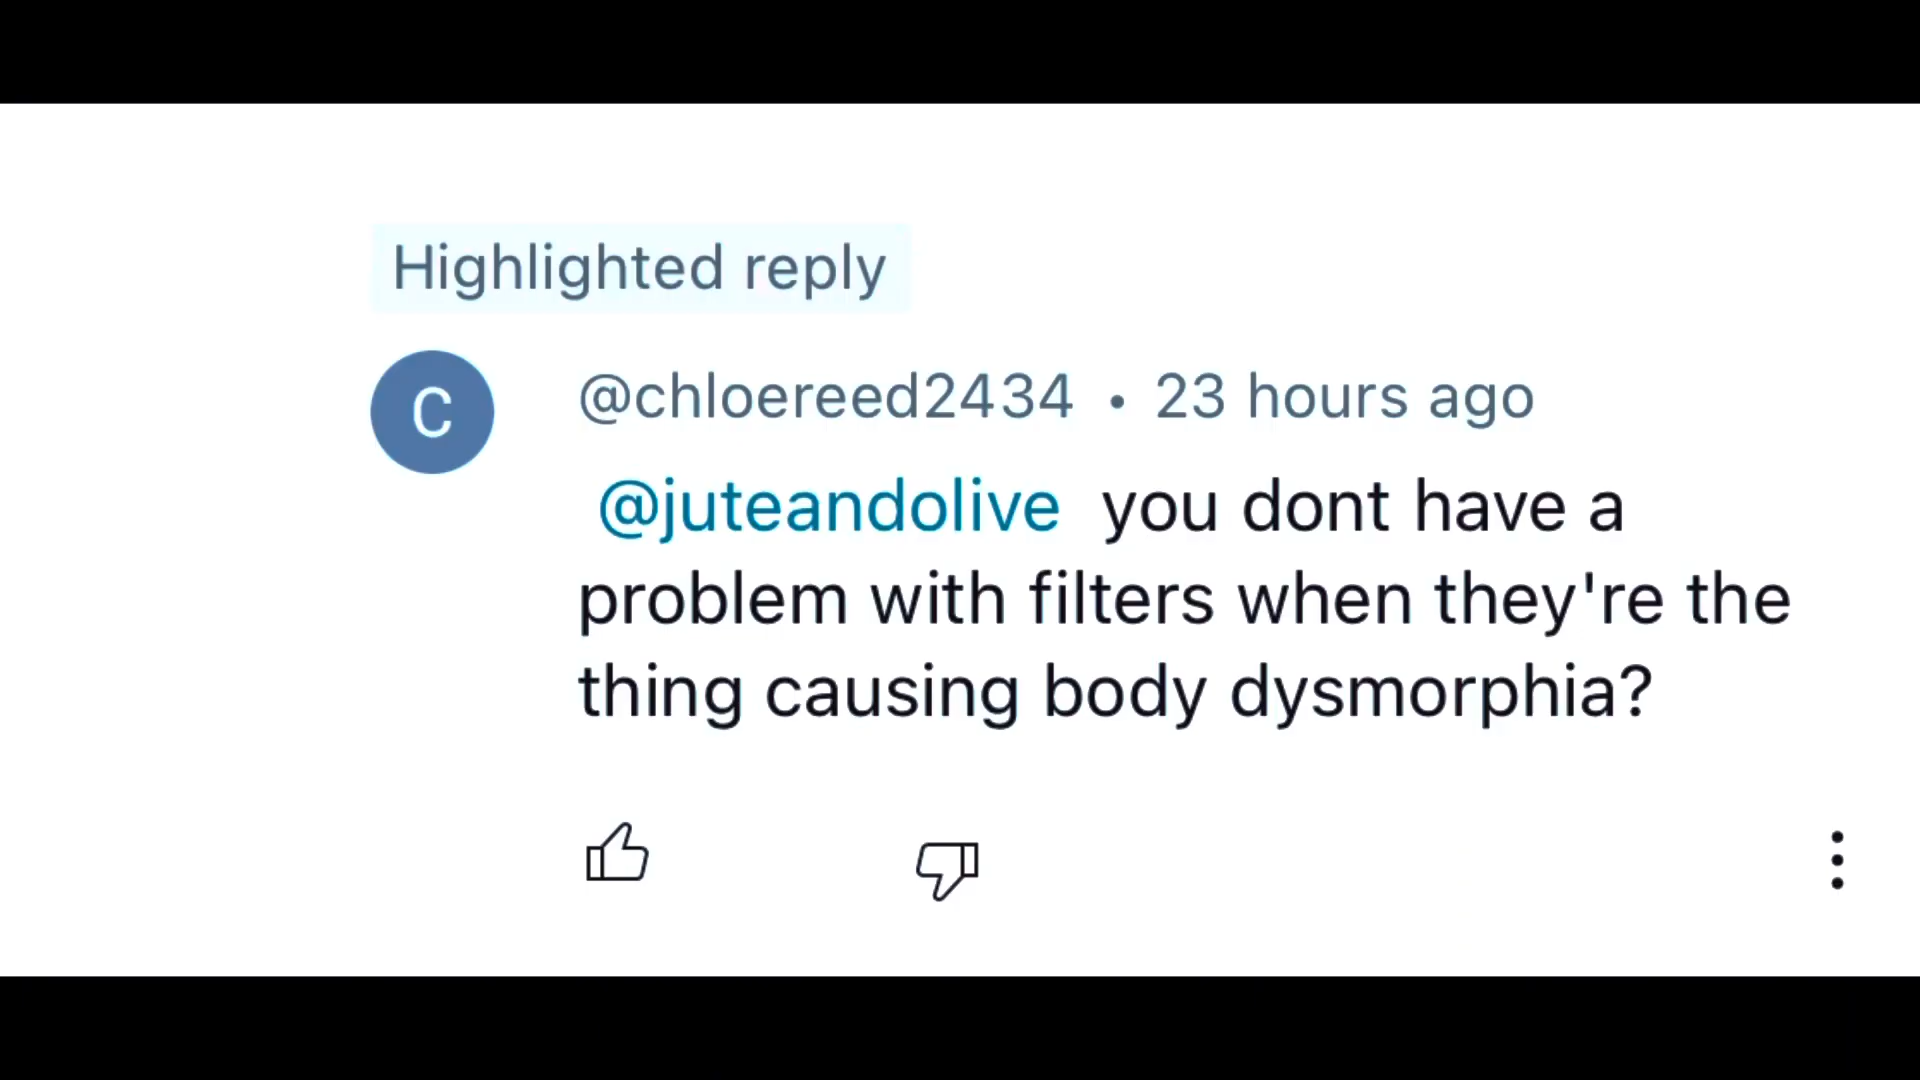 Highlighted reply
C
@chloereed2434 • 23 hours ago
@juteandolive you dont have a
problem with filters when they're the
thing causing body dysmorphia?